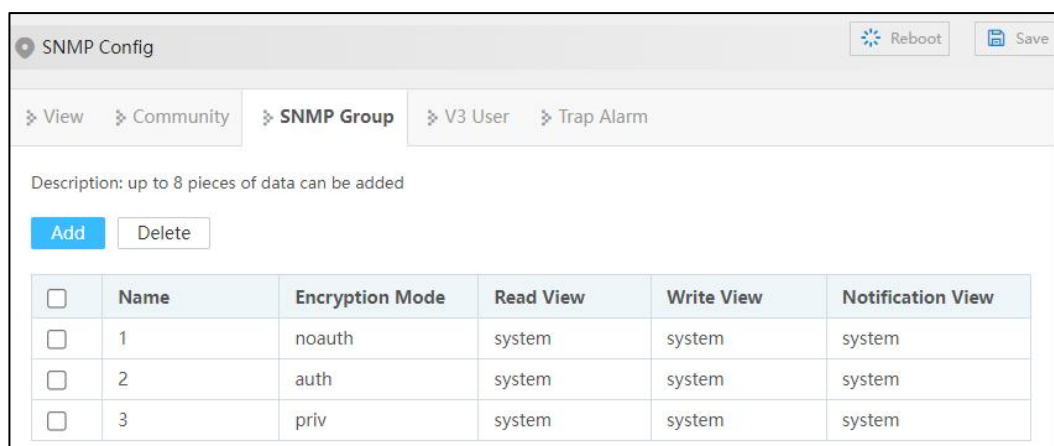 SNMP Config Reboot Save
View Community SNMP Group V3 User Trap Alarm
Description: up to 8 pieces of data can be added
Add Delete
Name Encryption Mode Read View Write View Notification View
1 noauth system system system
2 auth system system system
3 priv system system system